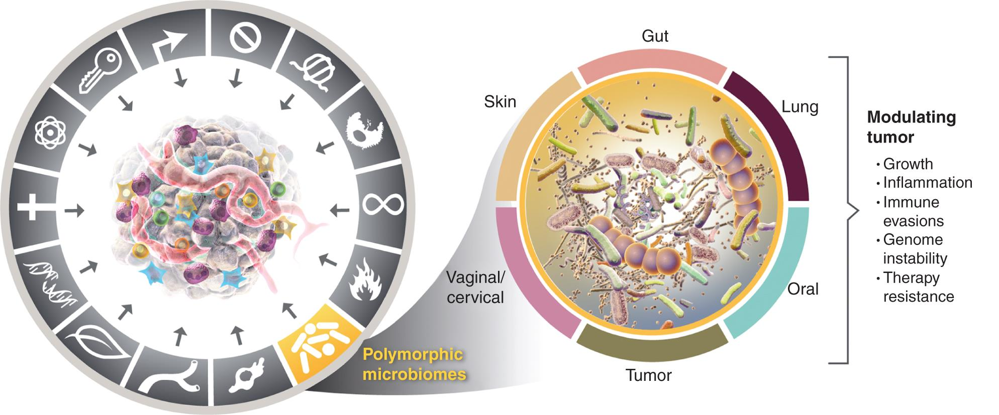 Gut
Skin
Lung
Vaginal/
cervical
Oral
Tumor
Polymorphic
microbiomes
Modulating
tumor
• Growth
• Inflammation
• Immune
evasions
• Genome
instability
• Therapy
resistance